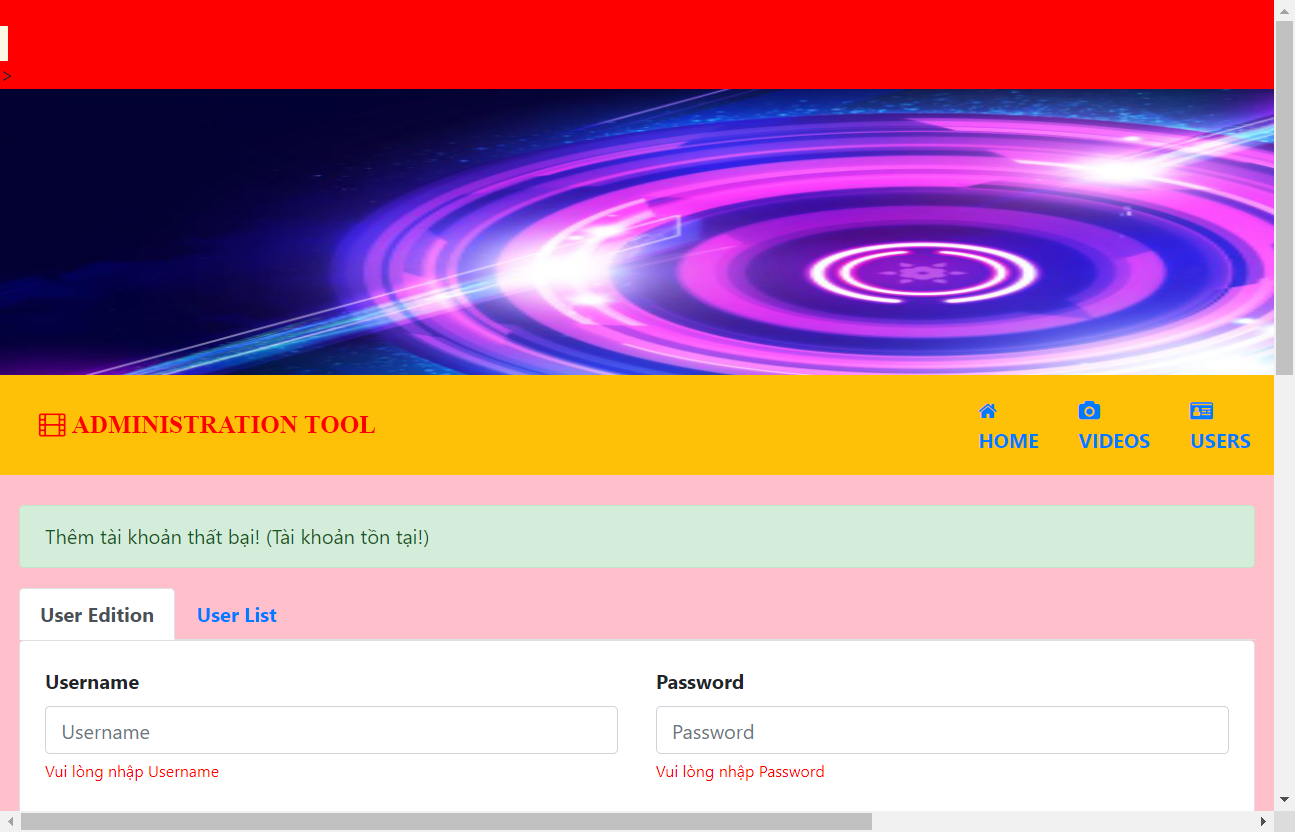 >
ADMINISTRATION TOOL
HOME
VIDEOS
USERS
Thêm tài khoản thất bại! (Tài khoản tồn tại!)
User Edition
User List
Username
Password
Username
Password
Vui lòng nhập Username
Vui lòng nhập Password